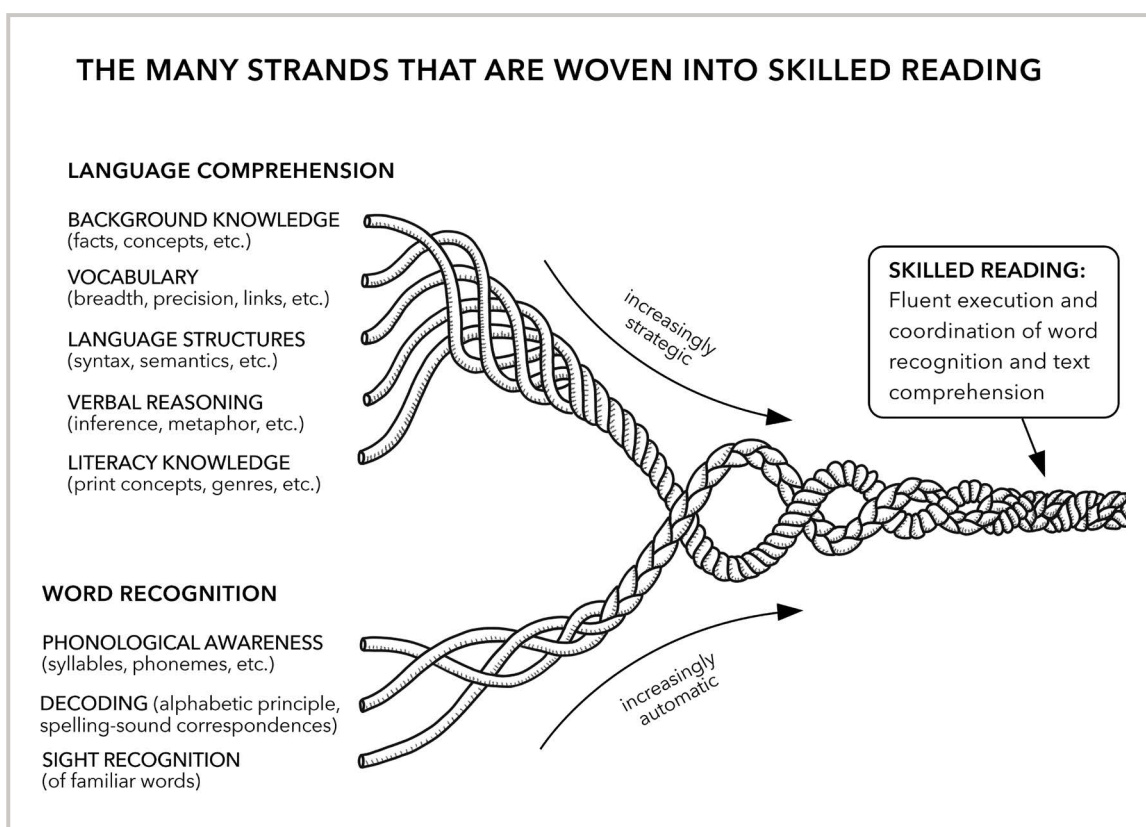 THE MANY STRANDS THAT ARE WOVEN INTO SKILLED READING
LANGUAGE COMPREHENSION
BACKGROUND KNOWLEDGE
(facts, concepts, etc.)
VOCABULARY
(breadth, precision, links, etc.)
LANGUAGE STRUCTURES
(syntax, semantics, etc.)
VERBAL REASONING
(inference, metaphor, etc.)
LITERACY KNOWLEDGE
(print concepts, genres, etc.)
increasingly
strategic
SKILLED READING:
Fluent execution and
coordination of word
recognition and text
comprehension
WORD RECOGNITION
PHONOLOGICAL AWARENESS
(syllables, phonemes, etc.)
DECODING (alphabetic principle,
spelling-sound correspondences)
SIGHT RECOGNITION
(of familiar words)
increasingly
automatic